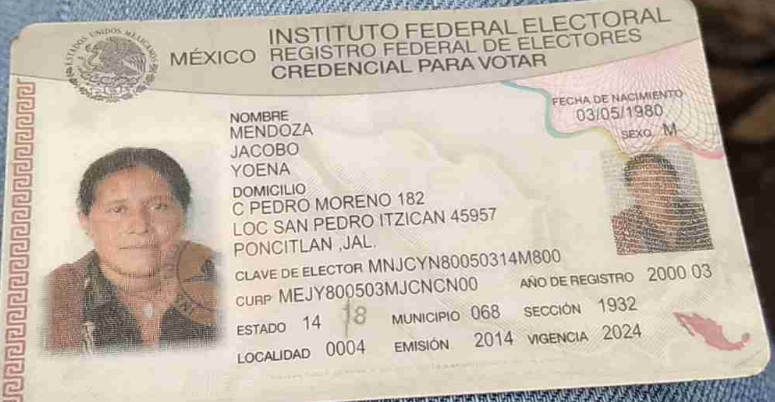 ESTADOS UNIDOS MEXICANOS
MÉXICO
INSTITUTO FEDERAL ELECTORAL
REGISTRO FEDERAL DE ELECTORES
CREDENCIAL PARA VOTAR
NOMBRE
MENDOZA
JACOBO
YOENA
FECHA DE NACIMIENTO
03/05/1980
SEXO M
DOMICILIO
C PEDRO MORENO 182
LOC SAN PEDRO ITZICAN 45957
PONCITLAN ,JAL.
CLAVE DE ELECTOR MNJCYN80050314M800
CURP MEJY800503MJCNCN00 AÑO DE REGISTRO 2000 03
ESTADO 14 18 MUNICIPIO 068 SECCIÓN 1932
LOCALIDAD 0004 EMISIÓN 2014 VIGENCIA 2024